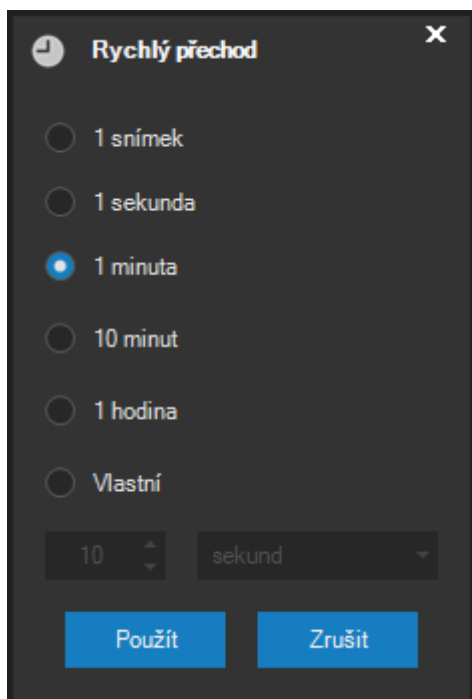 Rychlý přechod
1 snímek
1 sekunda
1 minuta
10 minut
1 hodina
Vlastní
10 sekund
Použít Zrušit